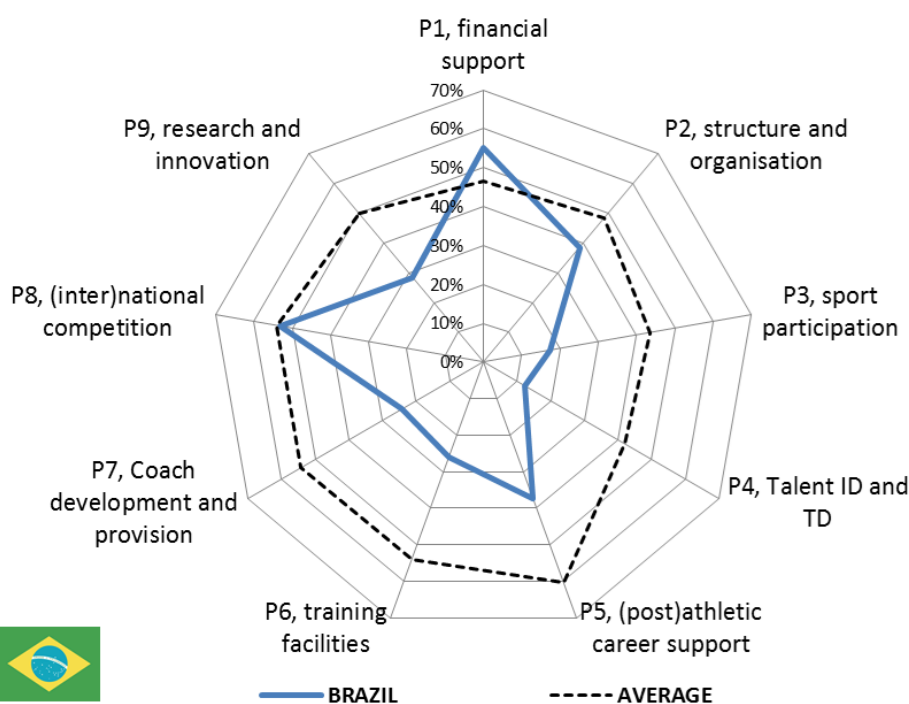 P1, financial
support
70%
60%
50%
40%
30%
20%
10%
0%
P2, structure and
organisation
P3, sport
participation
P4, Talent ID and
TD
P5, (post)athletic
career support
P6, training
facilities
P7, Coach
development and
provision
P8, (inter)national
competition
P9, research and
innovation
BRAZIL
AVERAGE